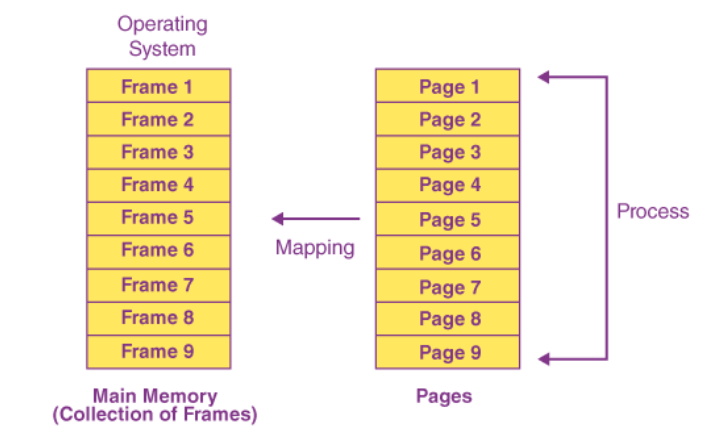 Operating
System
Frame 1
Frame 2
Frame 3
Frame 4
Frame 5
Frame 6
Frame 7
Frame 8
Frame 9
Main Memory
(Collection of Frames)
Mapping
Page 1
Page 2
Page 3
Page 4
Page 5
Page 6
Page 7
Page 8
Page 9
Pages
Process